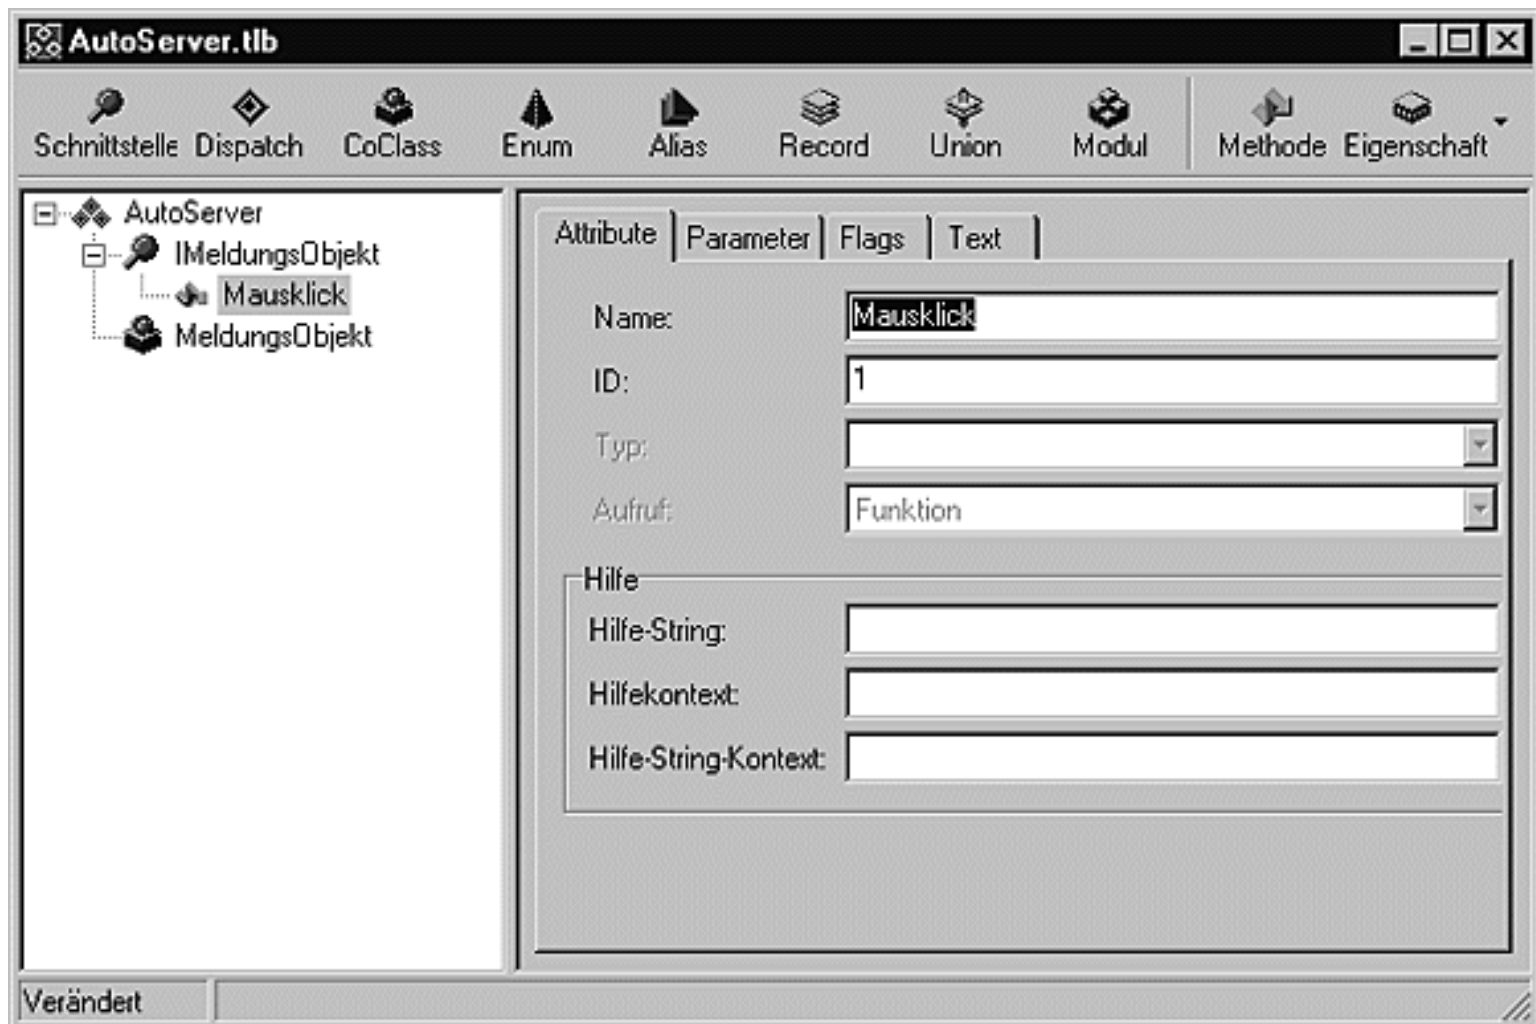 AutoServer.tlb
Schnittstelle Dispatch CoClass Enum Alias Record Union Modul Methode Eigenschaft
AutoServer
IMeldungsObjekt
Mausklick
MeldungsObjekt
Attribute Parameter Flags Text
Name: Mausklick
ID: 1
Typ:
Aufruf: Funktion
Hilfe
Hilfe-String:
Hilfekontext:
Hilfe-String-Kontext:
Verändert